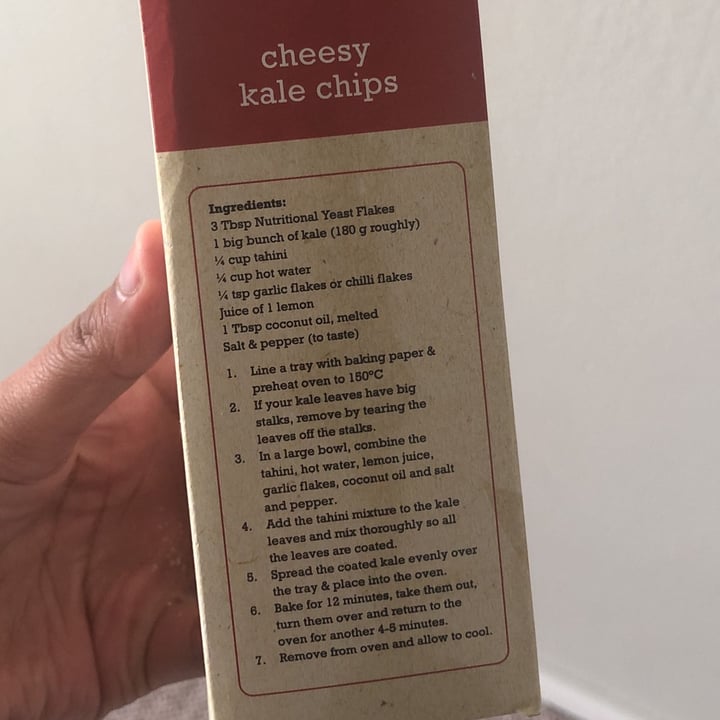 cheesy
kale chips
Ingredients:
3 Tbsp Nutritional Yeast Flakes
1 big bunch of kale (180 g roughly)
¼ cup tahini
¼ cup hot water
¼ tsp garlic flakes or chilli flakes
Juice of 1 lemon
1 Tbsp coconut oil, melted
Salt & pepper (to taste)
1. Line a tray with baking paper &
preheat oven to 150ºC
2. If your kale leaves have big
stalks, remove by tearing the
leaves off the stalks.
3. In a large bowl, combine the
tahini, hot water, lemon juice,
garlic flakes, coconut oil and salt
and pepper.
4. Add the tahini mixture to the kale
leaves and mix thoroughly so all
the leaves are coated.
5. Spread the coated kale evenly over
the tray & place into the oven.
6. Bake for 12 minutes, take them out,
turn them over and return to the
oven for another 4-5 minutes.
7. Remove from oven and allow to cool.